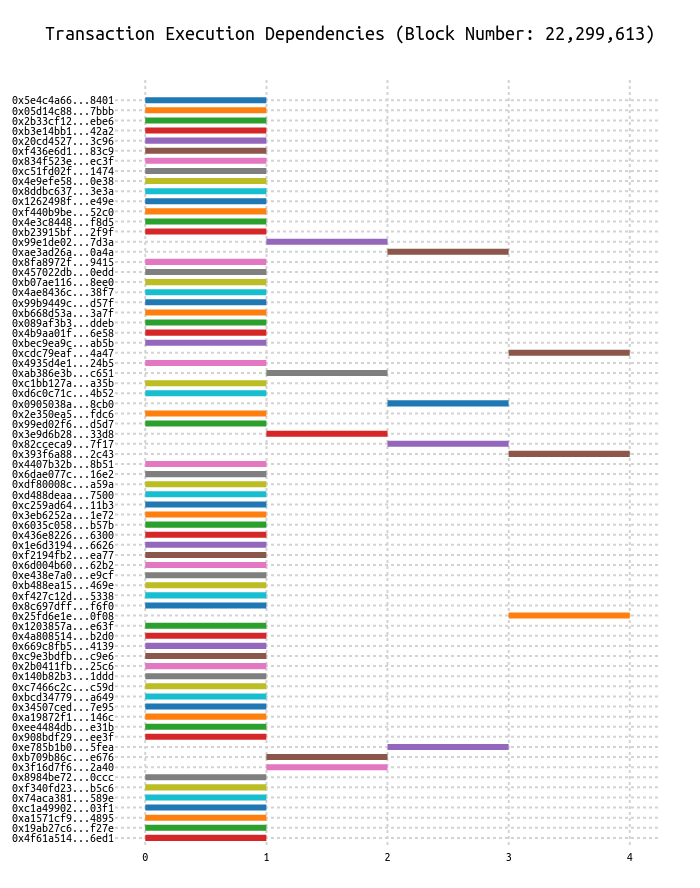 Transaction Execution Dependencies (Block Number: 22,299,613)
0x5e4c4a66...8401
0x05d14c88...7bbb
0x2b33cf12...ebe6
0xb3e14bb1...42a2
0x20cd4527...3c96
0xf436e6d1...83c9
0x834f523e...ec3f
0xc51fd02f...1474
0x4e9efe58...0e38
0x8ddbc637...3e3a
0x1262498f...e49e
0xf440b9be...52c0
0x4e3c8448...f8d5
0xb23915bf...2f9f
0x99e1de02...7d3a
0xae3ad26a...0a4a
0x8fa8972f...9415
0x457022db...0edd
0xb07ae116...8ee0
0x4ae8436c...38f7
0x99b9449c...d57f
0xb668d53a...3a7f
0x089af3b3...ddeb
0x4b9aa01f...6e58
0xbec9ea9c...ab5b
0xcdc79eaf...4a47
0x4935d4e1...24b5
0xab386e3b...c651
0xc1bb127a...a35b
0xd6c0c71c...4b52
0x0905038a...8cb0
0x2e350ea5...fdc6
0x99ed02f6...d5d7
0x3e9d6b28...33d8
0x82cceca9...7f17
0x393f6a88...2c43
0x4407b32b...8b51
0x6dae077c...16e2
0xdf80008c...a59a
0xd488deaa...7500
0xc259ad64...11b3
0x3eb6252a...1e72
0x6035c058...b57b
0x436e8226...6300
0x1e6d3194...6626
0xf2194fb2...ea77
0x6d004b60...62b2
0xe438e7a0...e9cf
0xb488ea15...469e
0xf427c12d...5338
0x8c697dff...f6f0
0x25fd6e1e...0f08
0x1203857a...e63f
0x4a808514...b2d0
0x669c8fb5...4139
0xc9e3bdfb...c9e6
0x2b0411fb...25c6
0x140b82b3...1ddd
0xc7466c2c...c59d
0xbcd34779...a649
0x34507ced...7e95
0xa19872f1...146c
0xee4484db...e31b
0x908bdf29...ee3f
0xe785b1b0...5fea
0xb709b86c...e676
0x3f16d7f6...2a40
0x8984be72...0ccc
0xf340fd23...b5c6
0x74aca381...589e
0xc1a49902...03f1
0xa1571cf9...4895
0x19ab27c6...f27e
0x4f61a514...6ed1
0 1 2 3 4